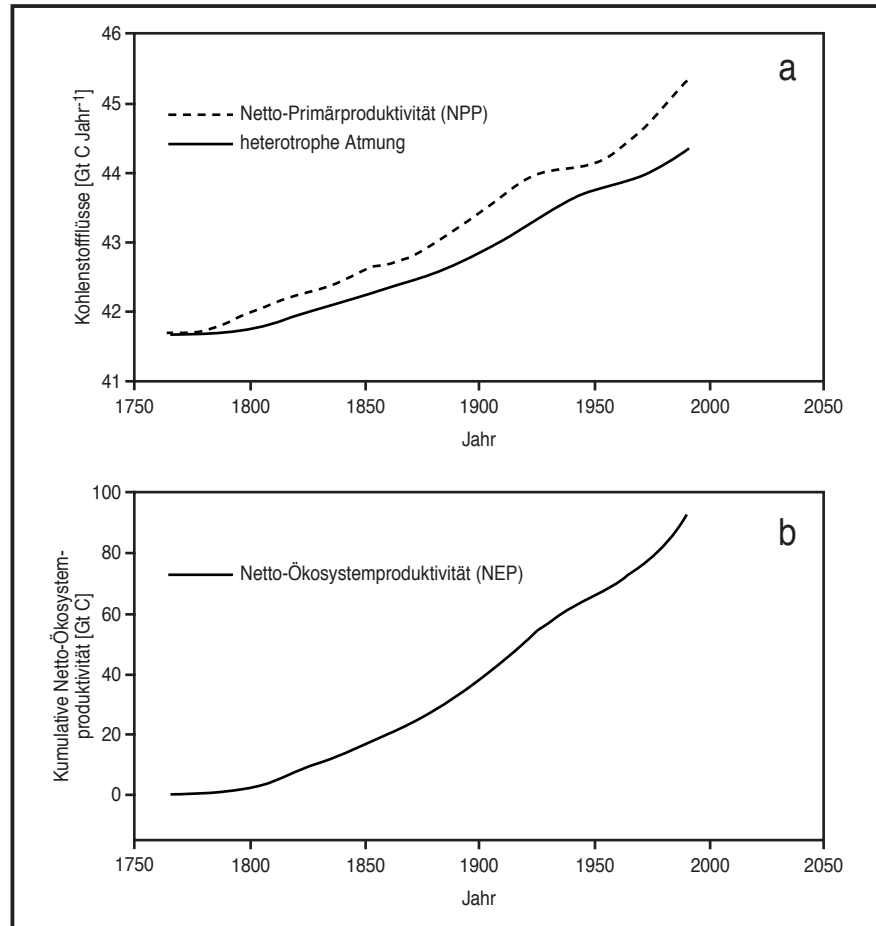 a
Kohlenstoffflüsse [Gt C Jahr-1]
46
45
44
43
42
41
Netto-Primärproduktivität (NPP)
heterotrophe Atmung
1750 1800 1850 1900 1950 2000 2050
Jahr
b
Kumulative Netto-Ökosystem-
produktivität [Gt C]
100
80
60
40
20
0
Netto-Ökosystemproduktivität (NEP)
1750 1800 1850 1900 1950 2000 2050
Jahr